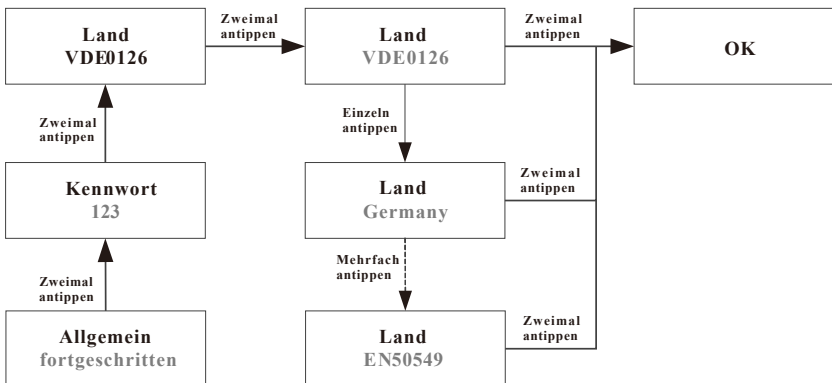 Land
VDE0126
Zweimal
antippen
Land
VDE0126
Zweimal
antippen
OK
Zweimal
antippen
Einzeln
antippen
Kennwort
123
Land
Germany
Zweimal
antippen
Zweimal
antippen
Mehrfach
antippen
Allgemein
fortgeschritten
Land
EN50549
Zweimal
antippen